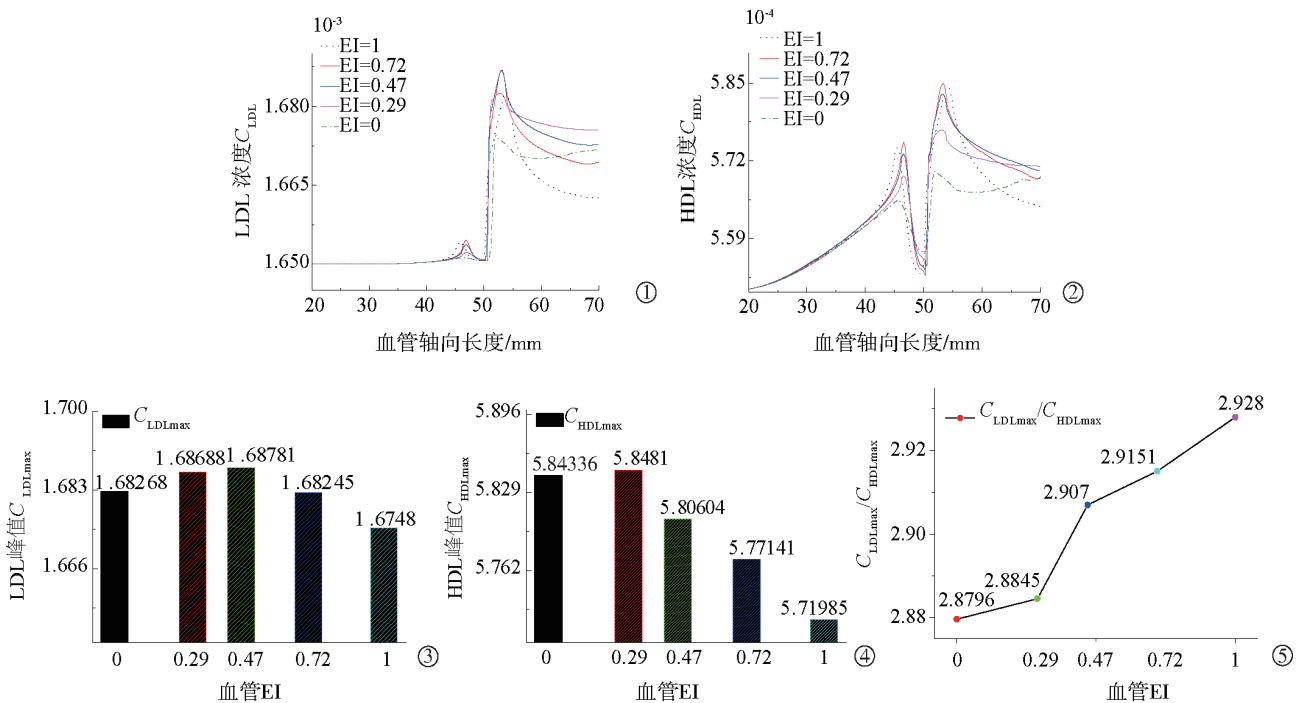 10-3
EI=1
EI=0.72
EI=0.47
EI=0.29
EI=0
1.680
1.665
1.650
LDL 浓度CLDL
20 30 40 50 60 70
血管轴向长度/mm
①
10-4
EI=1
EI=0.72
EI=0.47
EI=0.29
EI=0
5.85
5.72
5.59
HDL浓度CHDL
20 30 40 50 60 70
血管轴向长度/mm
②
1.700
1.683
1.666
LDL峰值CLDLmax
CLDLmax
1.68268
1.68688
1.68781
1.68245
1.6748
0 0.29 0.47 0.72 1
血管EI
③
5.896
5.829
5.762
HDL峰值CHDLmax
CHDLmax
5.84336
5.8481
5.80604
5.77141
5.71985
0 0.29 0.47 0.72 1
血管EI
④
2.92
2.90
2.88
CLDLmax/CHDLmax
CLDLmax/CHDLmax
2.8796
2.8845
2.907
2.9151
2.928
0 0.29 0.47 0.72 1
血管EI
⑤